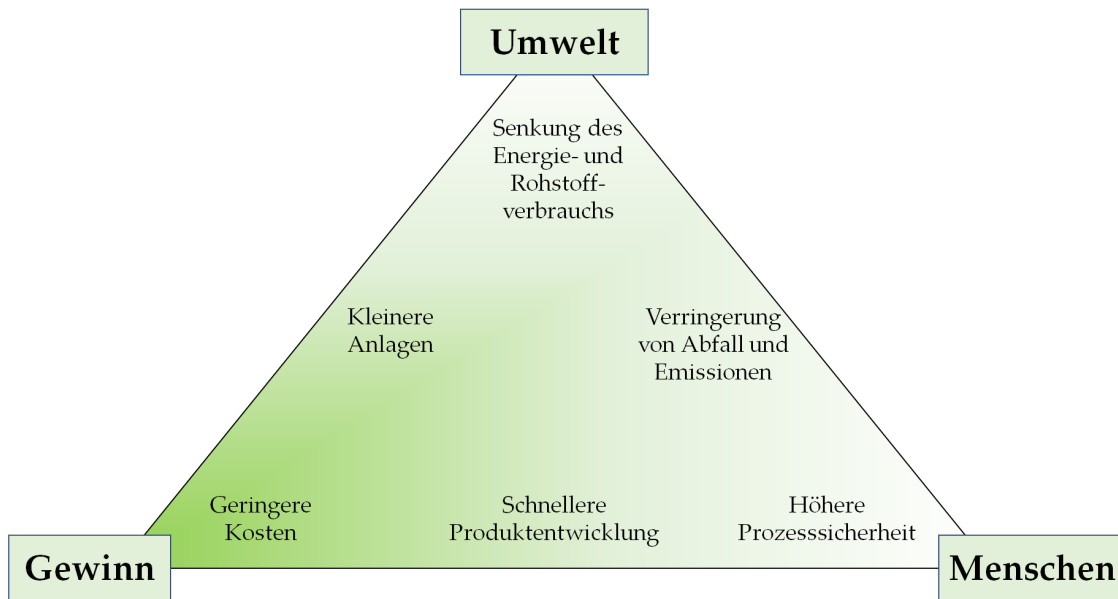 Umwelt
Senkung des
Energie- und
Rohstoff-
verbrauchs
Kleinere
Anlagen
Verringerung
von Abfall und
Emissionen
Geringere
Kosten
Schnellere
Produktentwicklung
Höhere
Prozesssicherheit
Gewinn
Menschen